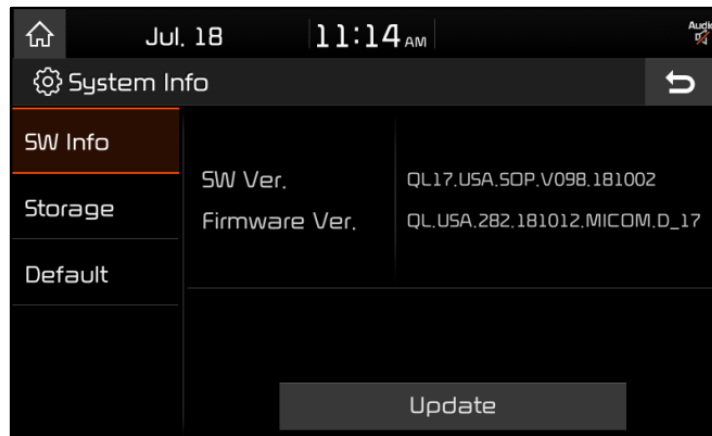 Jul. 18 11:14 AM Audio
System Info
SW Info
Storage
Default
SW Ver. QL17.USA.SOP.V098.181002
Firmware Ver. QL.USA.282.181012.MICOM.D_17
Update